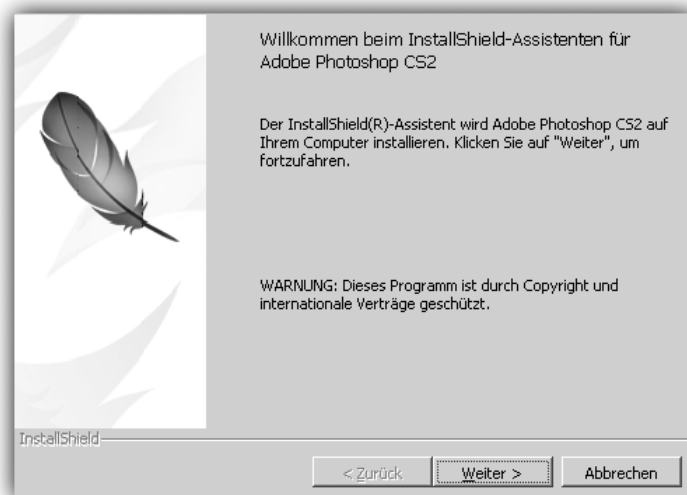 Willkommen beim InstallShield-Assistenten für
Adobe Photoshop CS2
Der InstallShield(R)-Assistent wird Adobe Photoshop CS2 auf
Ihrem Computer installieren. Klicken Sie auf "Weiter", um
fortzufahren.
WARNUNG: Dieses Programm ist durch Copyright und
internationale Verträge geschützt.
InstallShield
< Zurück
Weiter >
Abbrechen